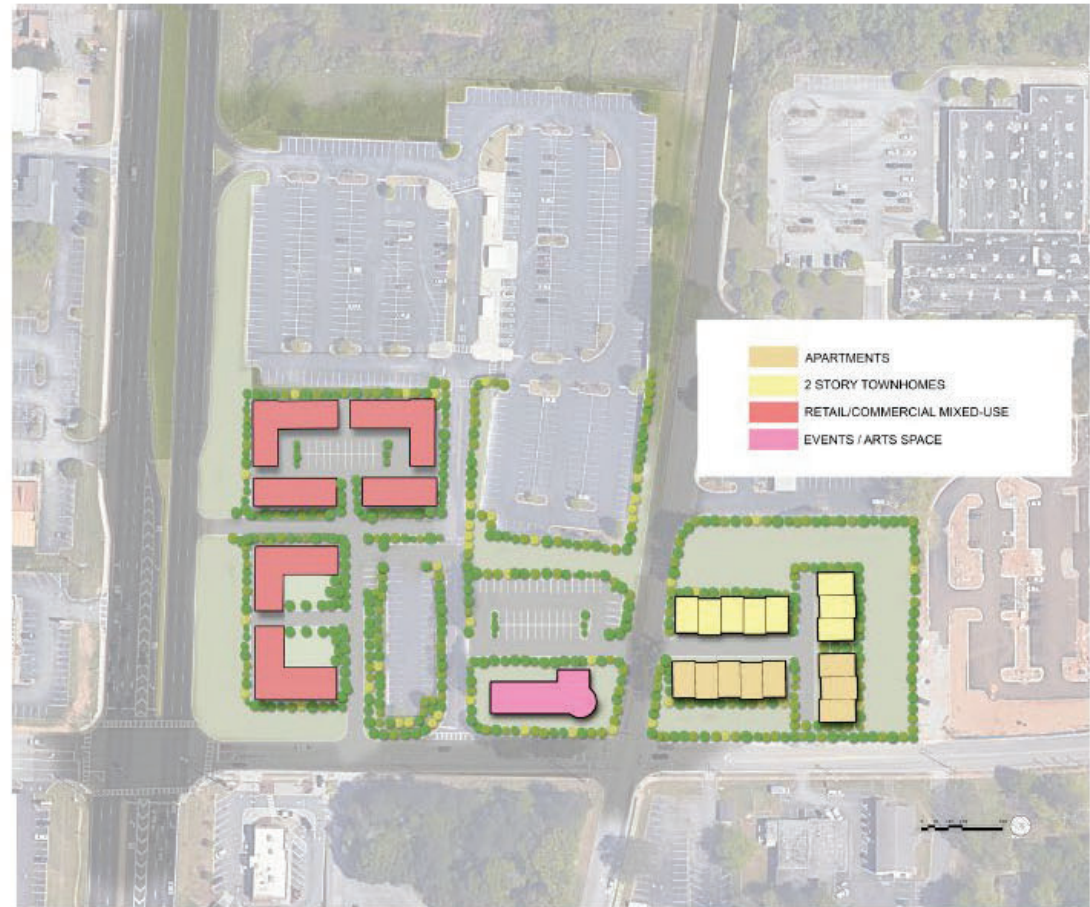 APARTMENTS
2 STORY TOWNHOMES
RETAIL/COMMERCIAL MIXED-USE
EVENTS / ARTS SPACE